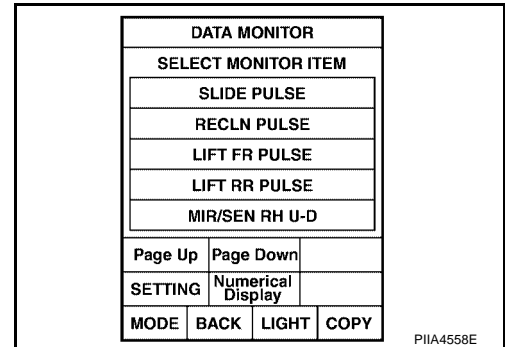 DATA MONITOR
SELECT MONITOR ITEM
SLIDE PULSE
RECLN PULSE
LIFT FR PULSE
LIFT RR PULSE
MIR/SEN RH U-D
Page Up Page Down
SETTING Numerical Display
MODE BACK LIGHT COPY
PIIA4558E